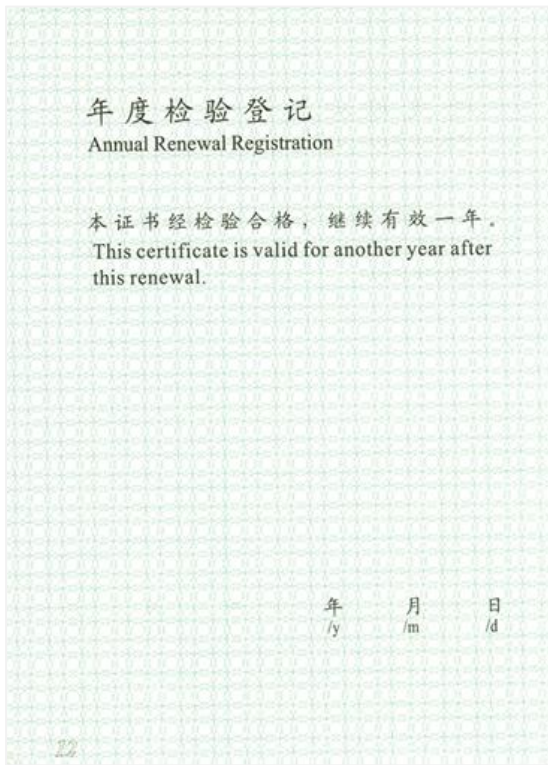 年度检验登记
Annual Renewal Registration
本证书经检验合格，继续有效一年。
This certificate is valid for another year after
this renewal.
年 月 日
/y /m /d
22